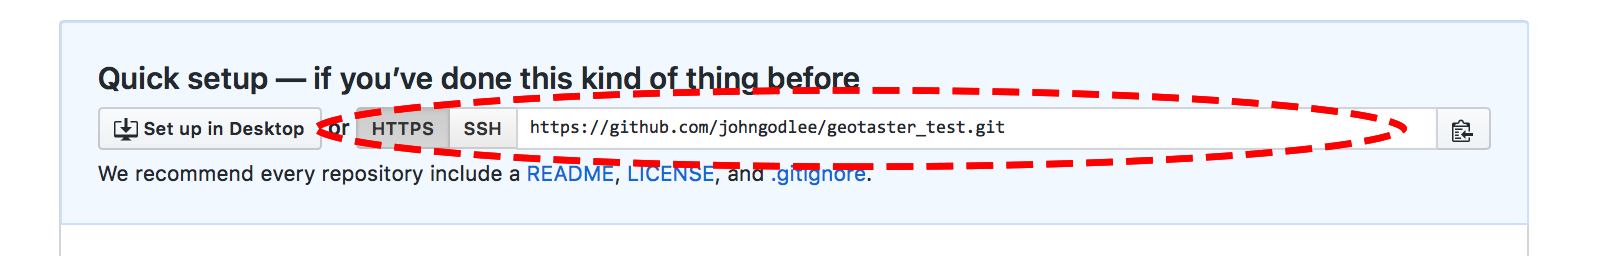 Quick setup — if you’ve done this kind of thing before
Set up in Desktop or HTTPS SSH https://github.com/johngodlee/geotaster_test.git
We recommend every repository include a README, LICENSE, and .gitignore.